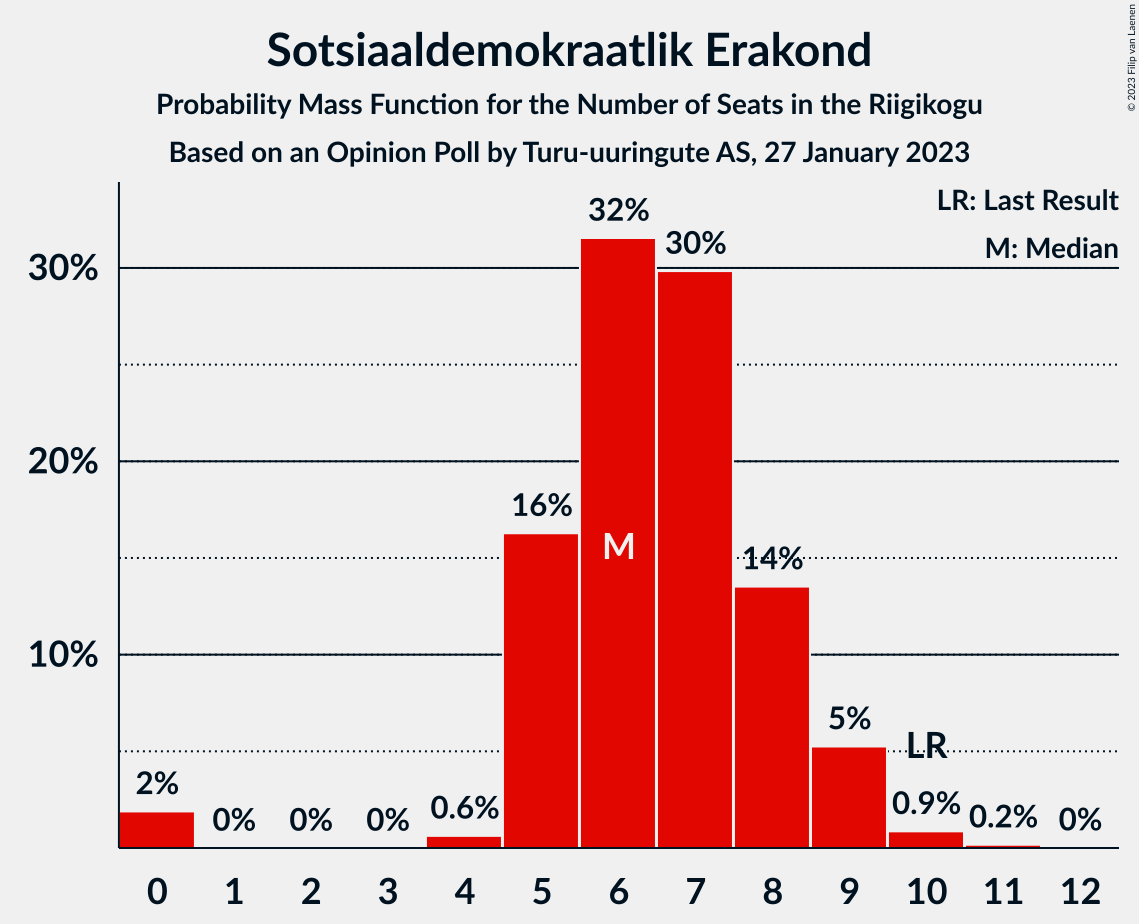 Sotsiaaldemokraatlik Erakond
Probability Mass Function for the Number of Seats in the Riigikogu
Based on an Opinion Poll by Turu-uuringute AS, 27 January 2023
© 2023 Filip van Laenen
LR: Last Result
M: Median
30%
20%
10%
2%
0%
0%
0%
0.6%
16%
32%
30%
14%
5%
0.9%
0.2%
0%
M
LR
0 1 2 3 4 5 6 7 8 9 10 11 12